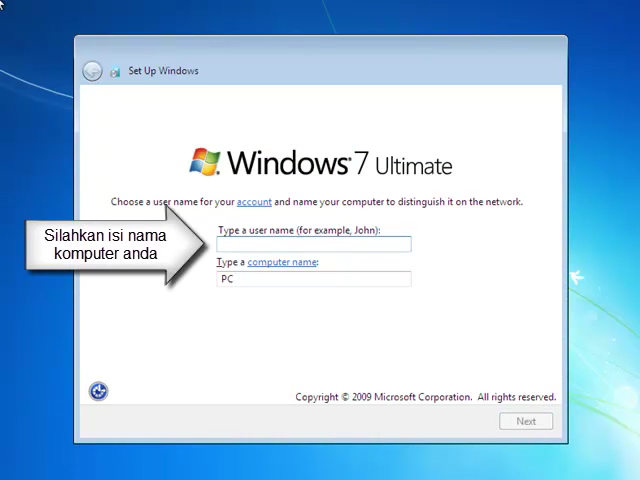 Set Up Windows
Windows 7 Ultimate
Choose a user name for your account and name your computer to distinguish it on the network.
Type a user name (for example, John):
Silahkan isi nama
komputer anda
Type a computer name:
PC
Copyright © 2009 Microsoft Corporation. All rights reserved.
Next